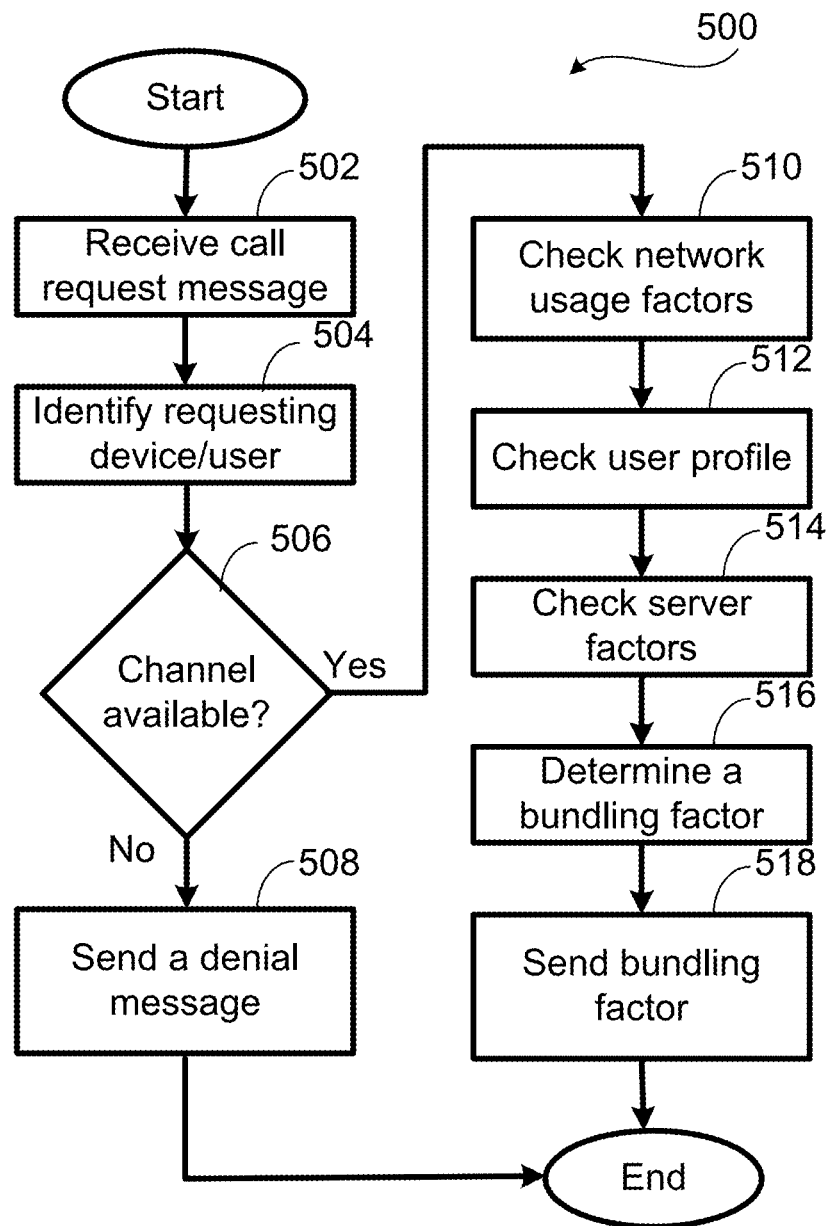 500
Start
502
Receive call
request message
504
Identify requesting
device/user
506
Channel
available?
Yes
No
508
Send a denial
message
510
Check network
usage factors
512
Check user profile
514
Check server
factors
516
Determine a
bundling factor
518
Send bundling
factor
End